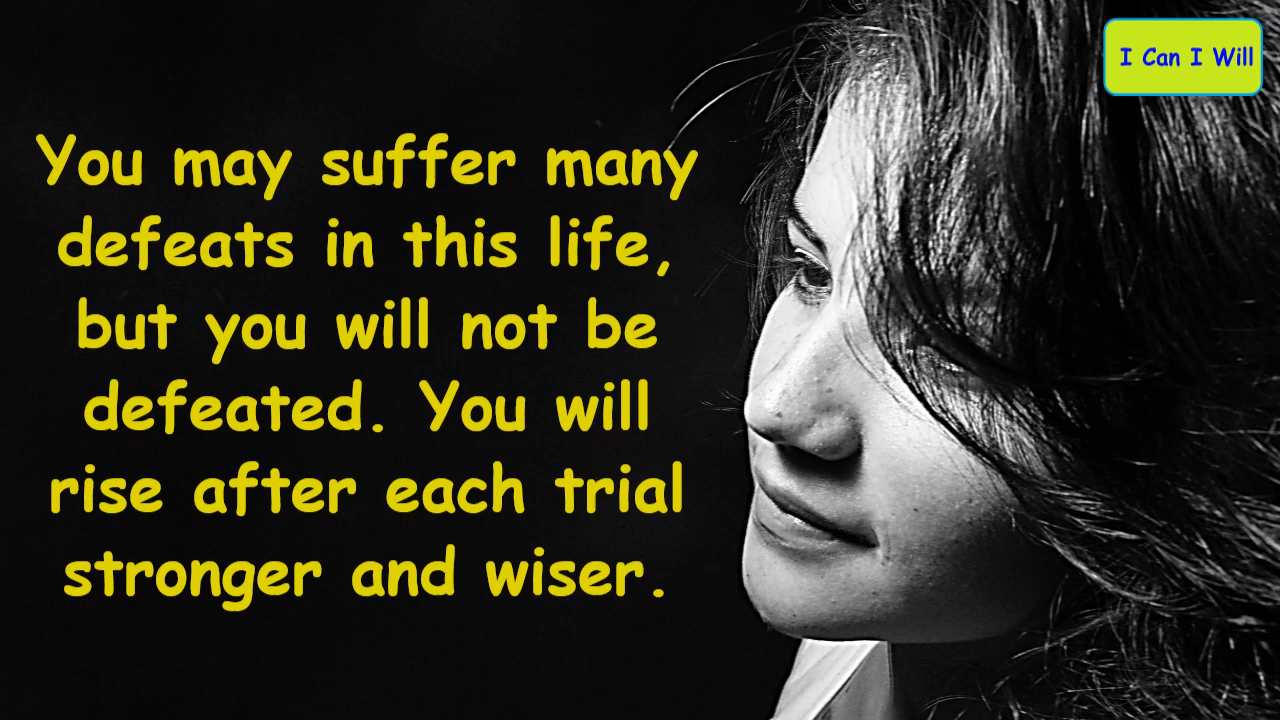 I Can I Will
You may suffer many
defeats in this life,
but you will not be
defeated. You will
rise after each trial
stronger and wiser.